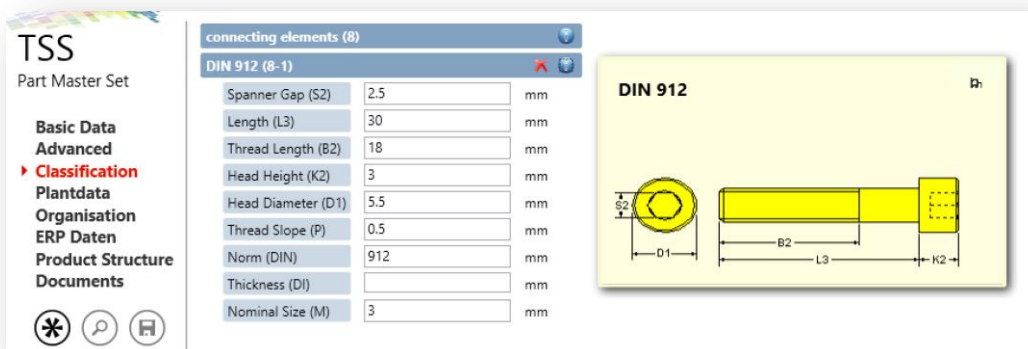 TSS
Part Master Set
Basic Data
Advanced
Classification
Plantdata
Organisation
ERP Daten
Product Structure
Documents
connecting elements (8)
DIN 912 (8-1)
Spanner Gap (S2) 2.5 mm
Length (L3) 30 mm
Thread Length (B2) 18 mm
Head Height (K2) 3 mm
Head Diameter (D1) 5.5 mm
Thread Slope (P) 0.5 mm
Norm (DIN) 912 mm
Thickness (DI) mm
Nominal Size (M) 3 mm
DIN 912
S2
D1
B2
L3
K2